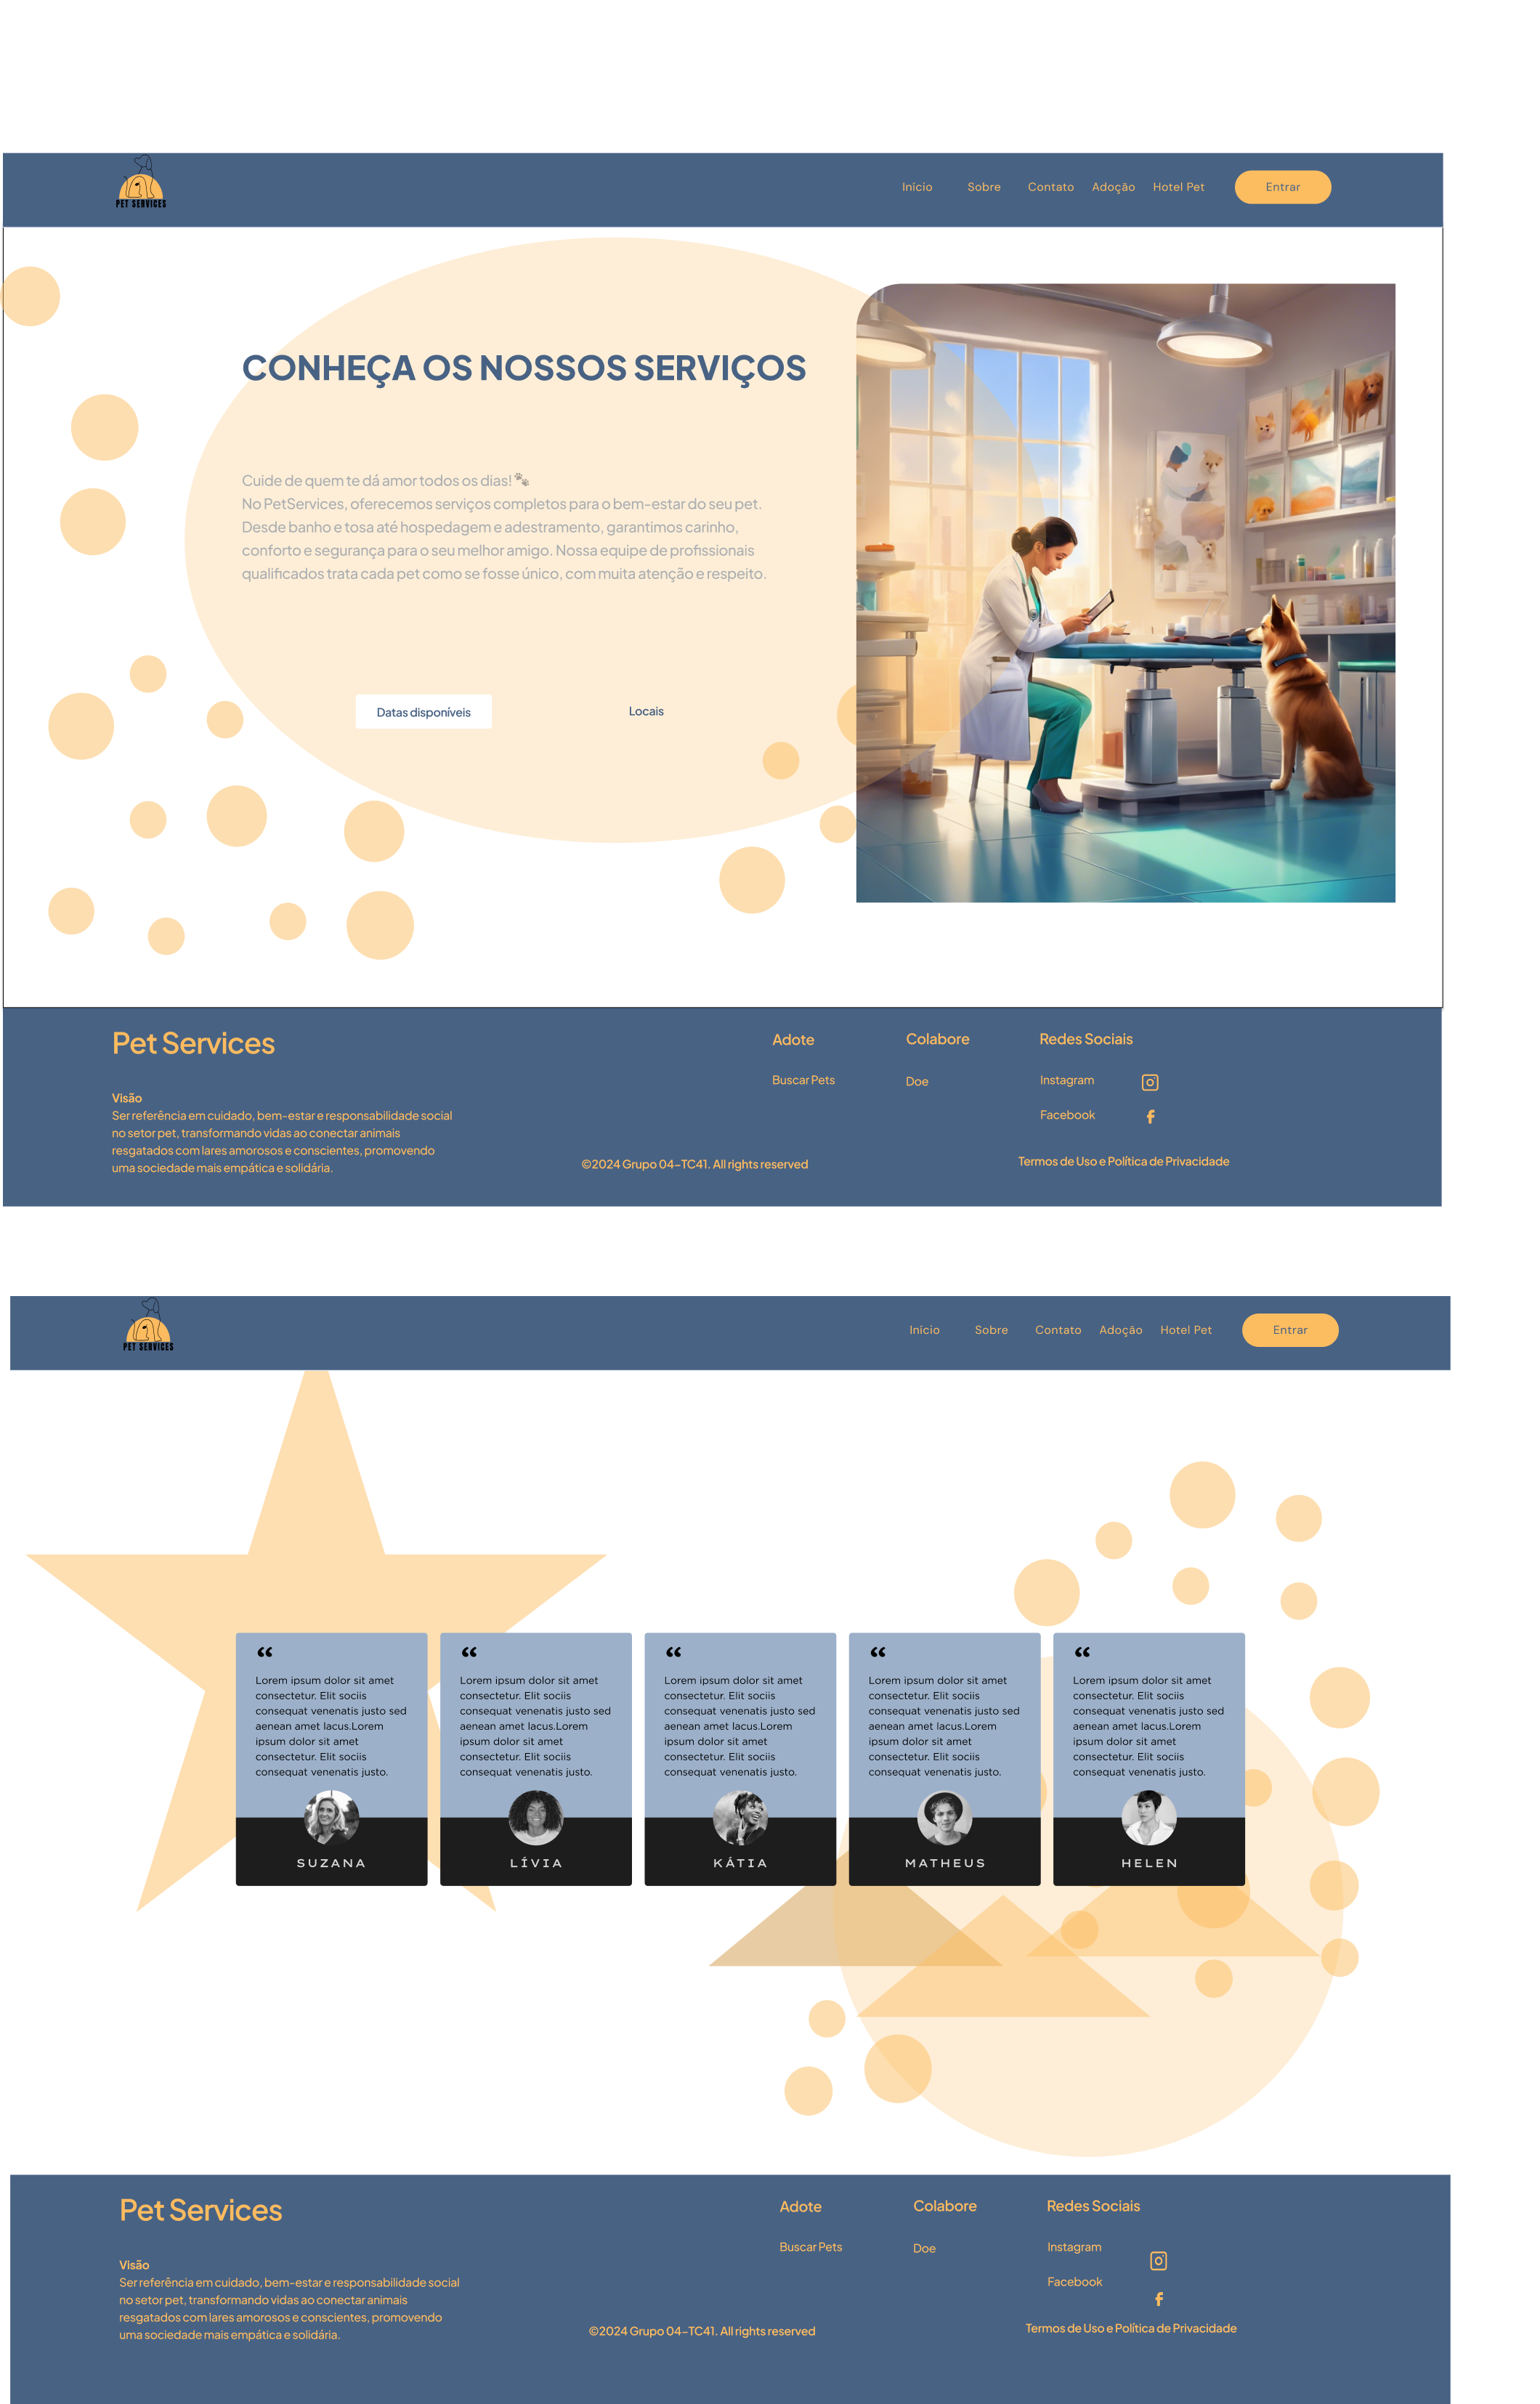 PET SERVICES
Início Sobre Contato Adoção Hotel Pet Entrar
CONHEÇA OS NOSSOS SERVIÇOS
Cuide de quem te dá amor todos os dias! 🐾
No PetServices, oferecemos serviços completos para o bem-estar do seu pet.
Desde banho e tosa até hospedagem e adestramento, garantimos carinho,
conforto e segurança para o seu melhor amigo. Nossa equipe de profissionais
qualificados trata cada pet como se fosse único, com muita atenção e respeito.
Datas disponíveis
Locais
Pet Services
Visão
Ser referência em cuidado, bem-estar e responsabilidade social
no setor pet, transformando vidas ao conectar animais
resgatados com lares amorosos e conscientes, promovendo
uma sociedade mais empática e solidária.
©2024 Grupo 04-TC41. All rights reserved
Adote
Buscar Pets
Colabore
Doe
Redes Sociais
Instagram
Facebook
Termos de Uso e Política de Privacidade
PET SERVICES
Início Sobre Contato Adoção Hotel Pet Entrar
“
Lorem ipsum dolor sit amet
consectetur. Elit sociis
consequat venenatis justo sed
aenean amet lacus.Lorem
ipsum dolor sit amet
consectetur. Elit sociis
consequat venenatis justo.
SUZANA
“
Lorem ipsum dolor sit amet
consectetur. Elit sociis
consequat venenatis justo sed
aenean amet lacus.Lorem
ipsum dolor sit amet
consectetur. Elit sociis
consequat venenatis justo.
LÍVIA
“
Lorem ipsum dolor sit amet
consectetur. Elit sociis
consequat venenatis justo sed
aenean amet lacus.Lorem
ipsum dolor sit amet
consectetur. Elit sociis
consequat venenatis justo.
KÁTIA
“
Lorem ipsum dolor sit amet
consectetur. Elit sociis
consequat venenatis justo sed
aenean amet lacus.Lorem
ipsum dolor sit amet
consectetur. Elit sociis
consequat venenatis justo.
MATHEUS
“
Lorem ipsum dolor sit amet
consectetur. Elit sociis
consequat venenatis justo sed
aenean amet lacus.Lorem
ipsum dolor sit amet
consectetur. Elit sociis
consequat venenatis justo.
HELEN
Pet Services
Visão
Ser referência em cuidado, bem-estar e responsabilidade social
no setor pet, transformando vidas ao conectar animais
resgatados com lares amorosos e conscientes, promovendo
uma sociedade mais empática e solidária.
©2024 Grupo 04-TC41. All rights reserved
Adote
Buscar Pets
Colabore
Doe
Redes Sociais
Instagram
Facebook
Termos de Uso e Política de Privacidade